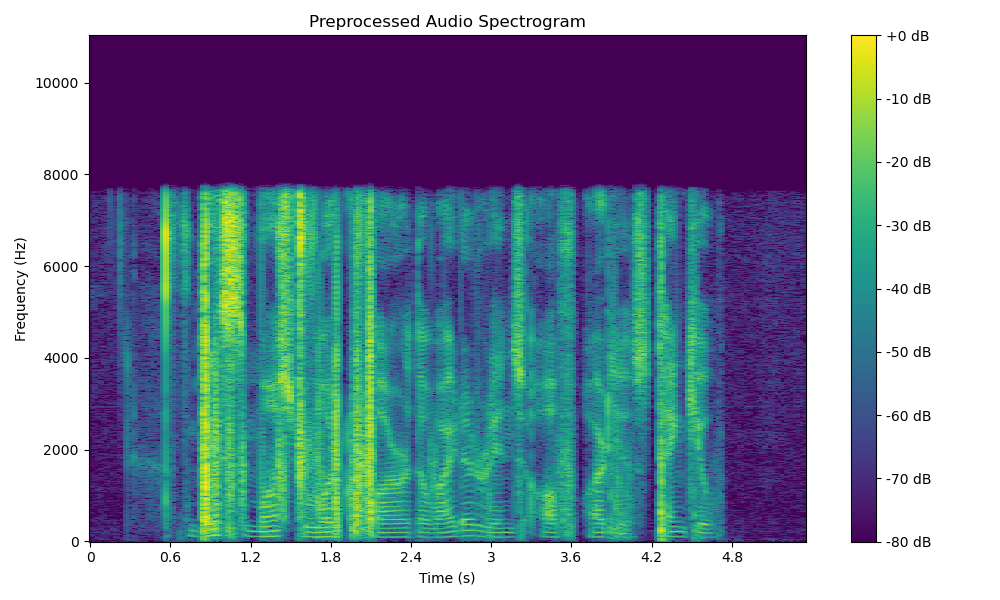 Preprocessed Audio Spectrogram
+0 dB
10000
-10 dB
8000
-20 dB
-30 dB
6000
Frequency (Hz)
-40 dB
4000
-50 dB
-60 dB
2000
-70 dB
0
-80 dB
0 0.6 1.2 1.8 2.4 3 3.6 4.2 4.8
Time (s)